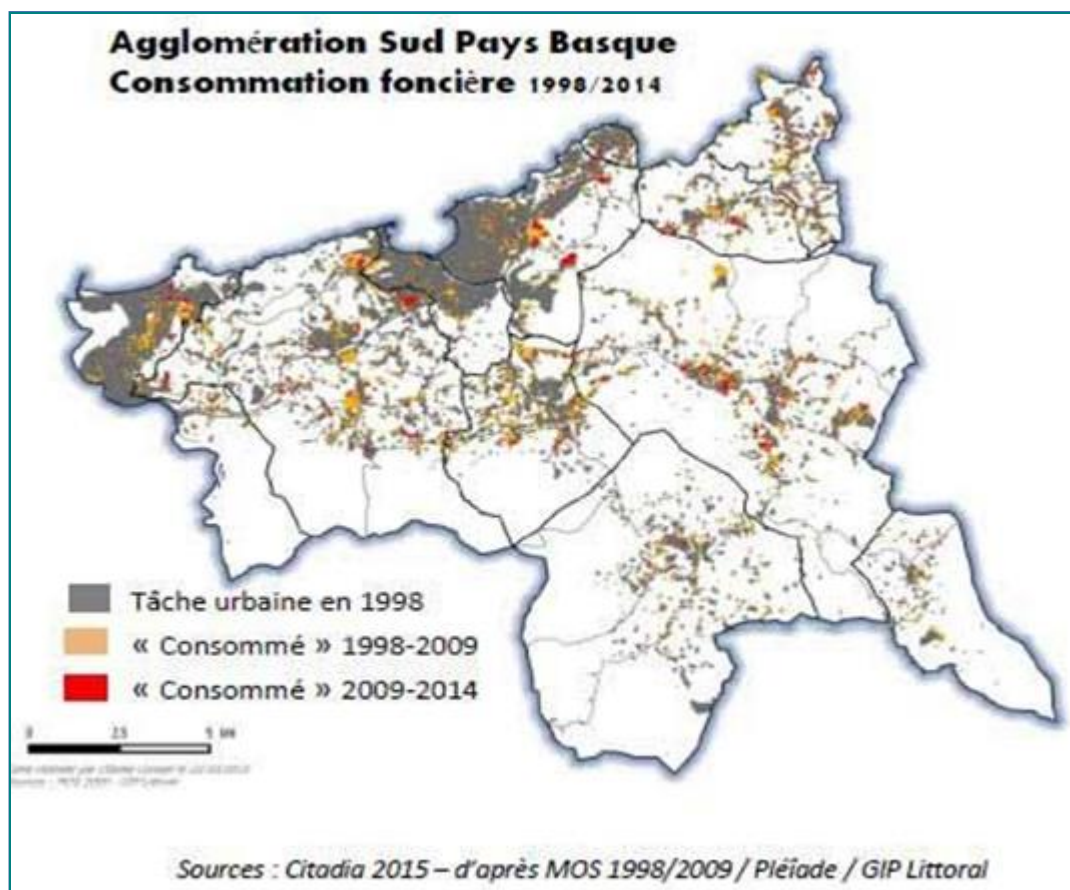 Agglomération Sud Pays Basque
Consommation foncière 1998/2014
Tâche urbaine en 1998
« Consommé » 1998-2009
« Consommé » 2009-2014
0 2.5 5 km
Sources : Citadia 2015 – d'après MOS 1998/2009 / Pléïade / GIP Littoral